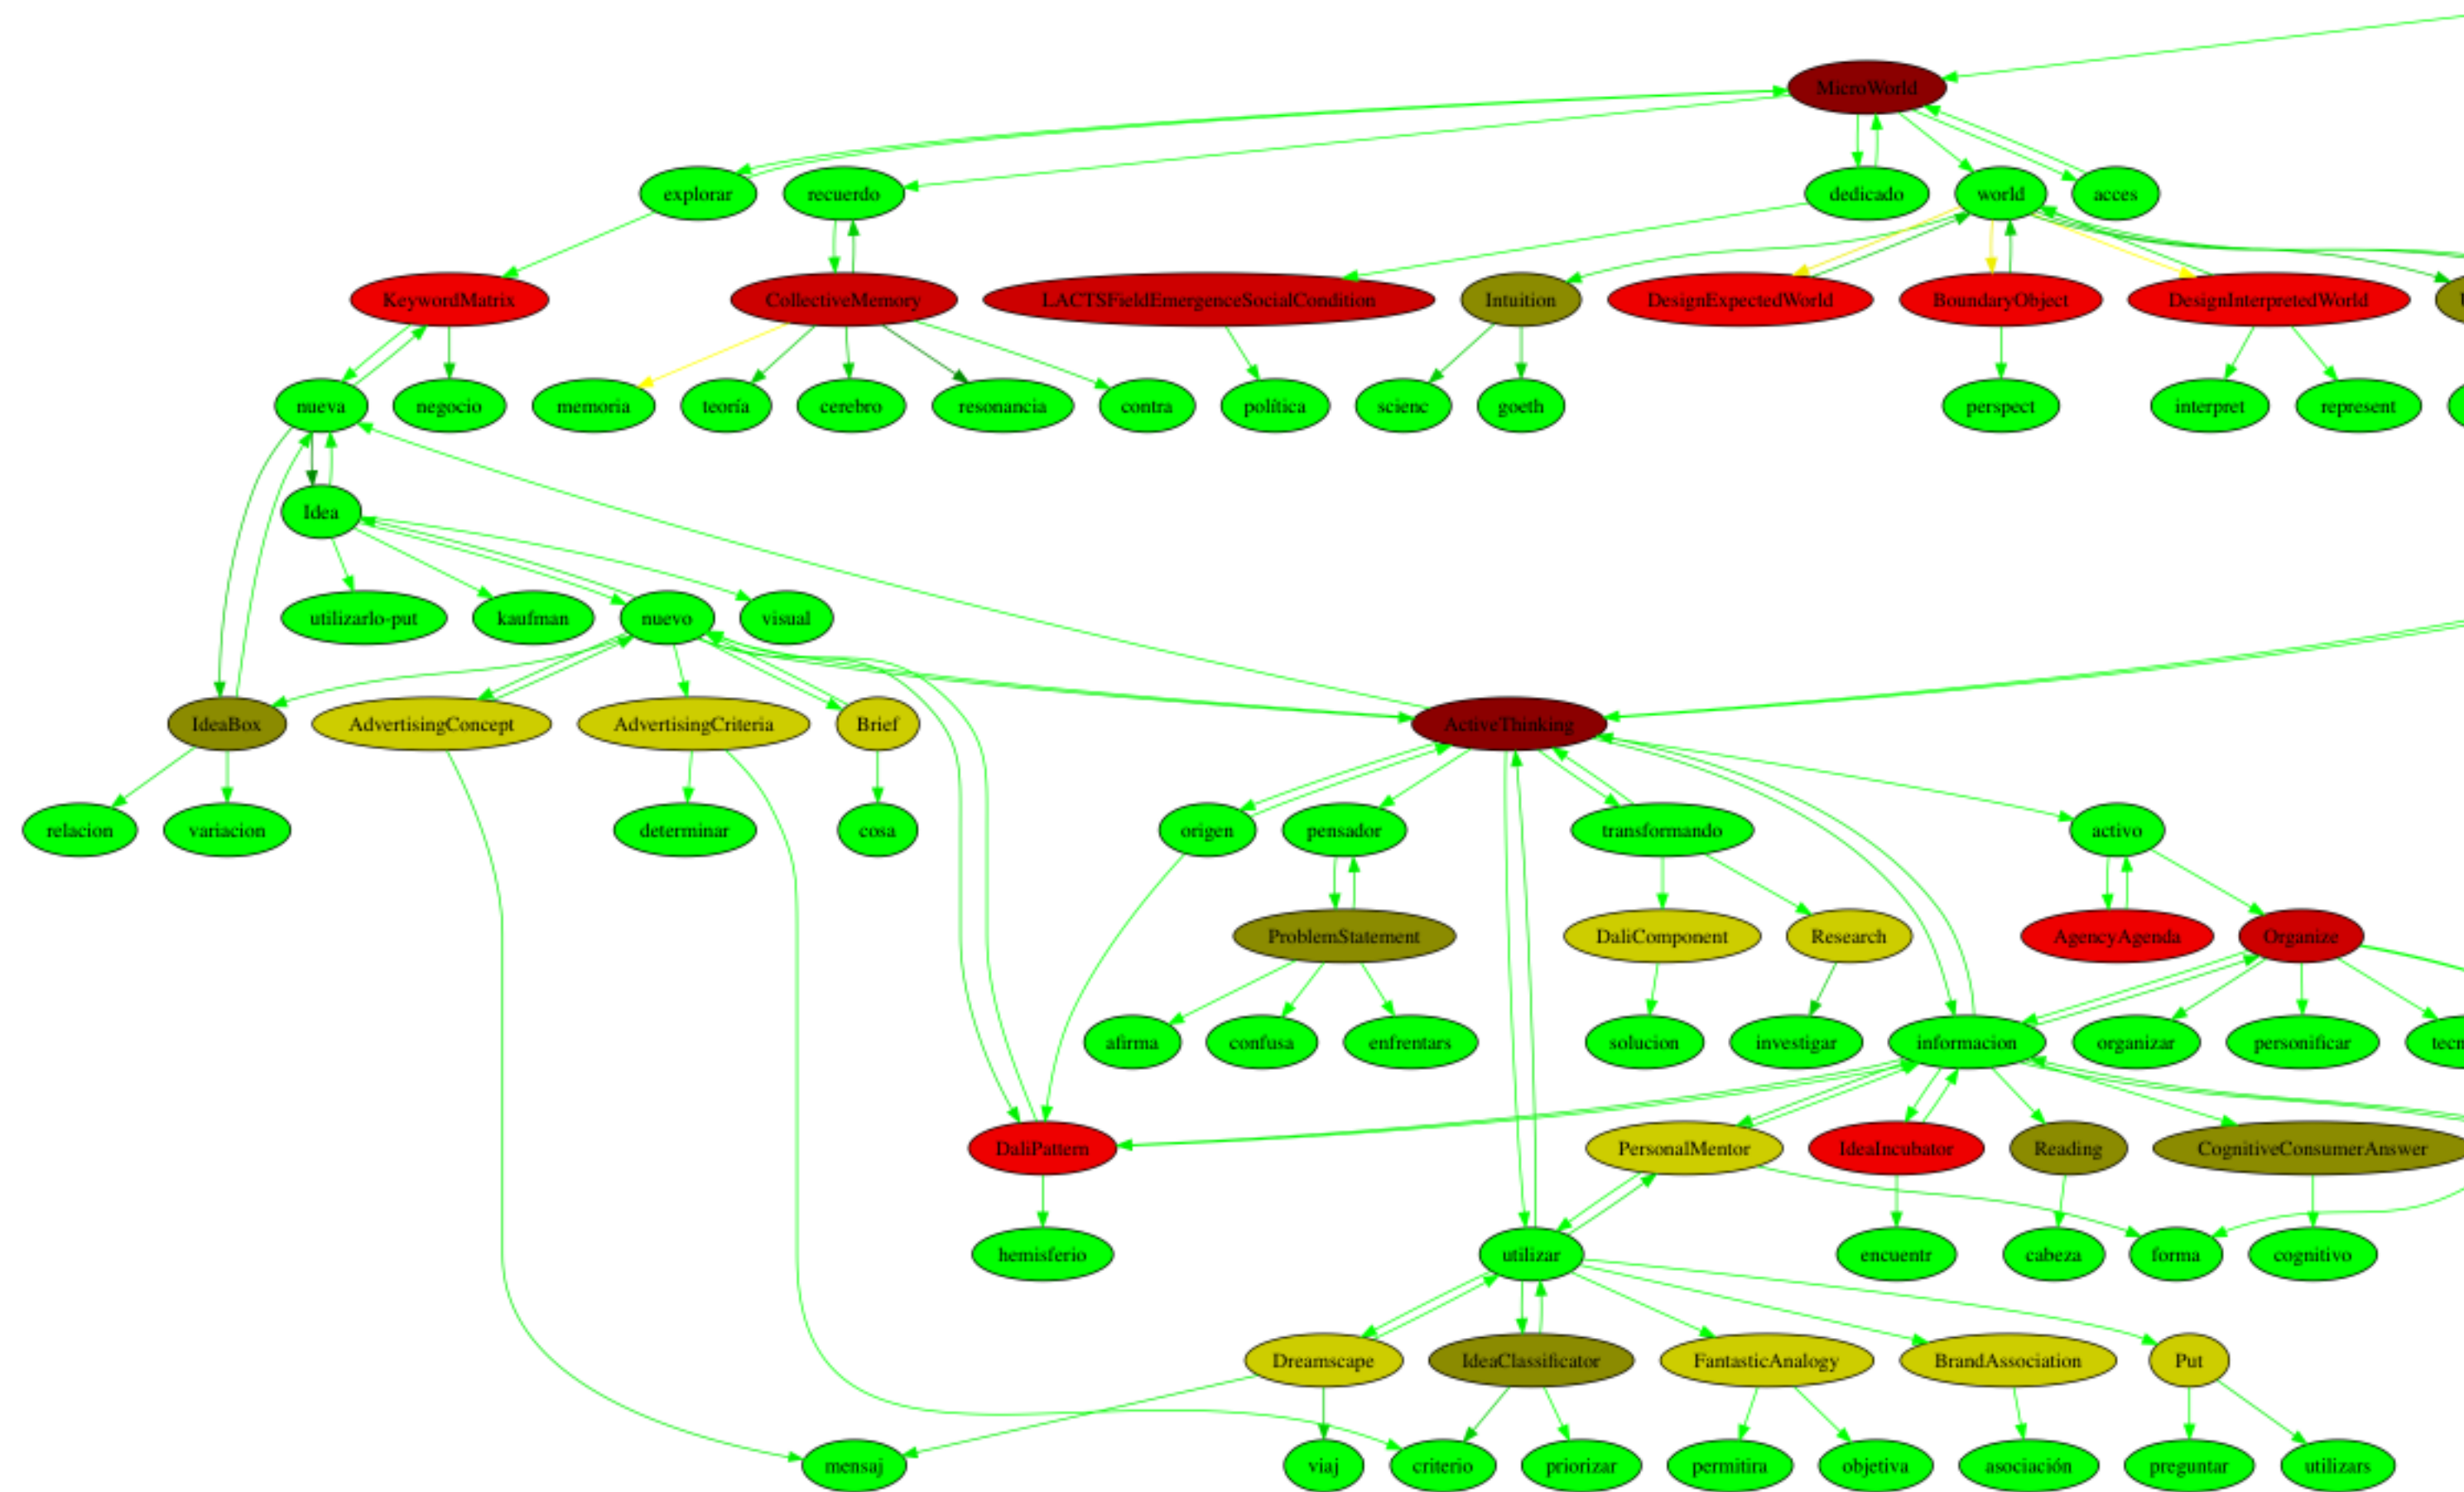 MicroWorld
explorar
recuerdo
dedicado
world
acces
KeywordMatrix
CollectiveMemory
LACTSFieldEmergenceSocialCondition
Intuition
DesignExpectedWorld
BoundaryObject
DesignInterpretedWorld
nueva
negocio
memoria
teoría
cerebro
resonancia
contra
política
scienc
goeth
perspect
interpret
represent
Idea
utilizarlo-put
kaufman
nuevo
visual
IdeaBox
AdvertisingConcept
AdvertisingCriteria
Brief
ActiveThinking
relacion
variacion
determinar
cosa
origen
pensador
transformando
activo
ProblemStatement
DaliComponent
Research
AgencyAgenda
Organize
afirma
confusa
enfrentars
solucion
investigar
informacion
organizar
personificar
tecn
DaliPattern
PersonalMentor
IdeaIncubator
Reading
CognitiveConsumerAnswer
hemisferio
utilizar
encuentr
cabeza
forma
cognitivo
Dreamscape
IdeaClassificator
FantasticAnalogy
BrandAssociation
Put
mensaj
viaj
criterio
priorizar
permitira
objetiva
asociación
preguntar
utilizars